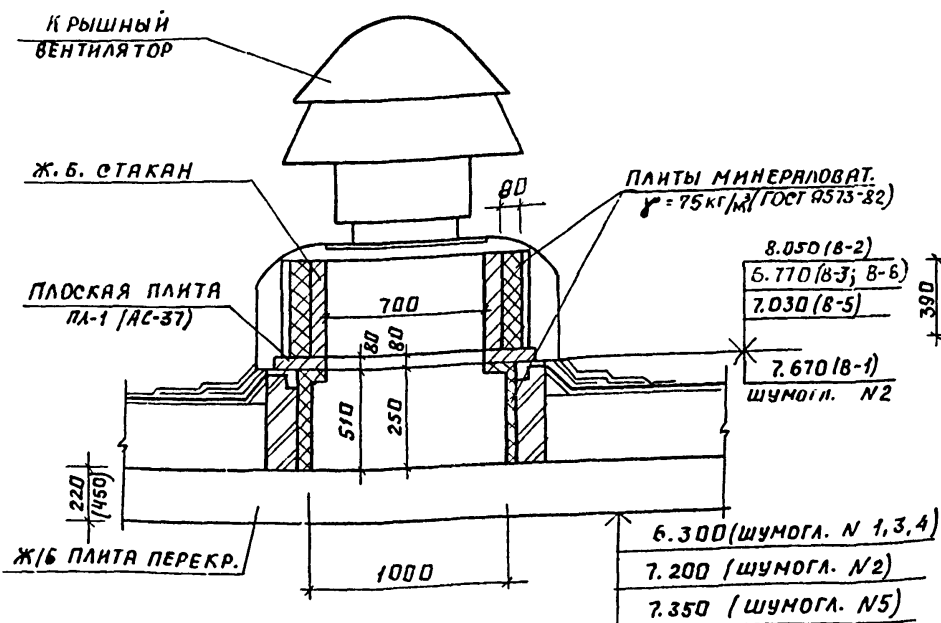 КРЫШНЫЙ
ВЕНТИЛЯТОР
Ж.Б. СТАКАН
80
ПЛИТЫ МИНЕРАЛОВАТ.
γ = 75 кг/м³ (ГОСТ 9573-82)
8.050 (В-2)
6.770 (В-3; В-6)
7.030 (В-5)
390
ПЛОСКАЯ ПЛИТА
ПЛ-1 /АС-37)
700
80
80
7.670 (В-1)
ШУМОГЛ. N2
510
250
220
(450)
Ж/Б ПЛИТА ПЕРЕКР.
1000
6.300 (ШУМОГЛ. N 1,3,4)
7.200 (ШУМОГЛ. N2)
7.350 (ШУМОГЛ. N5)